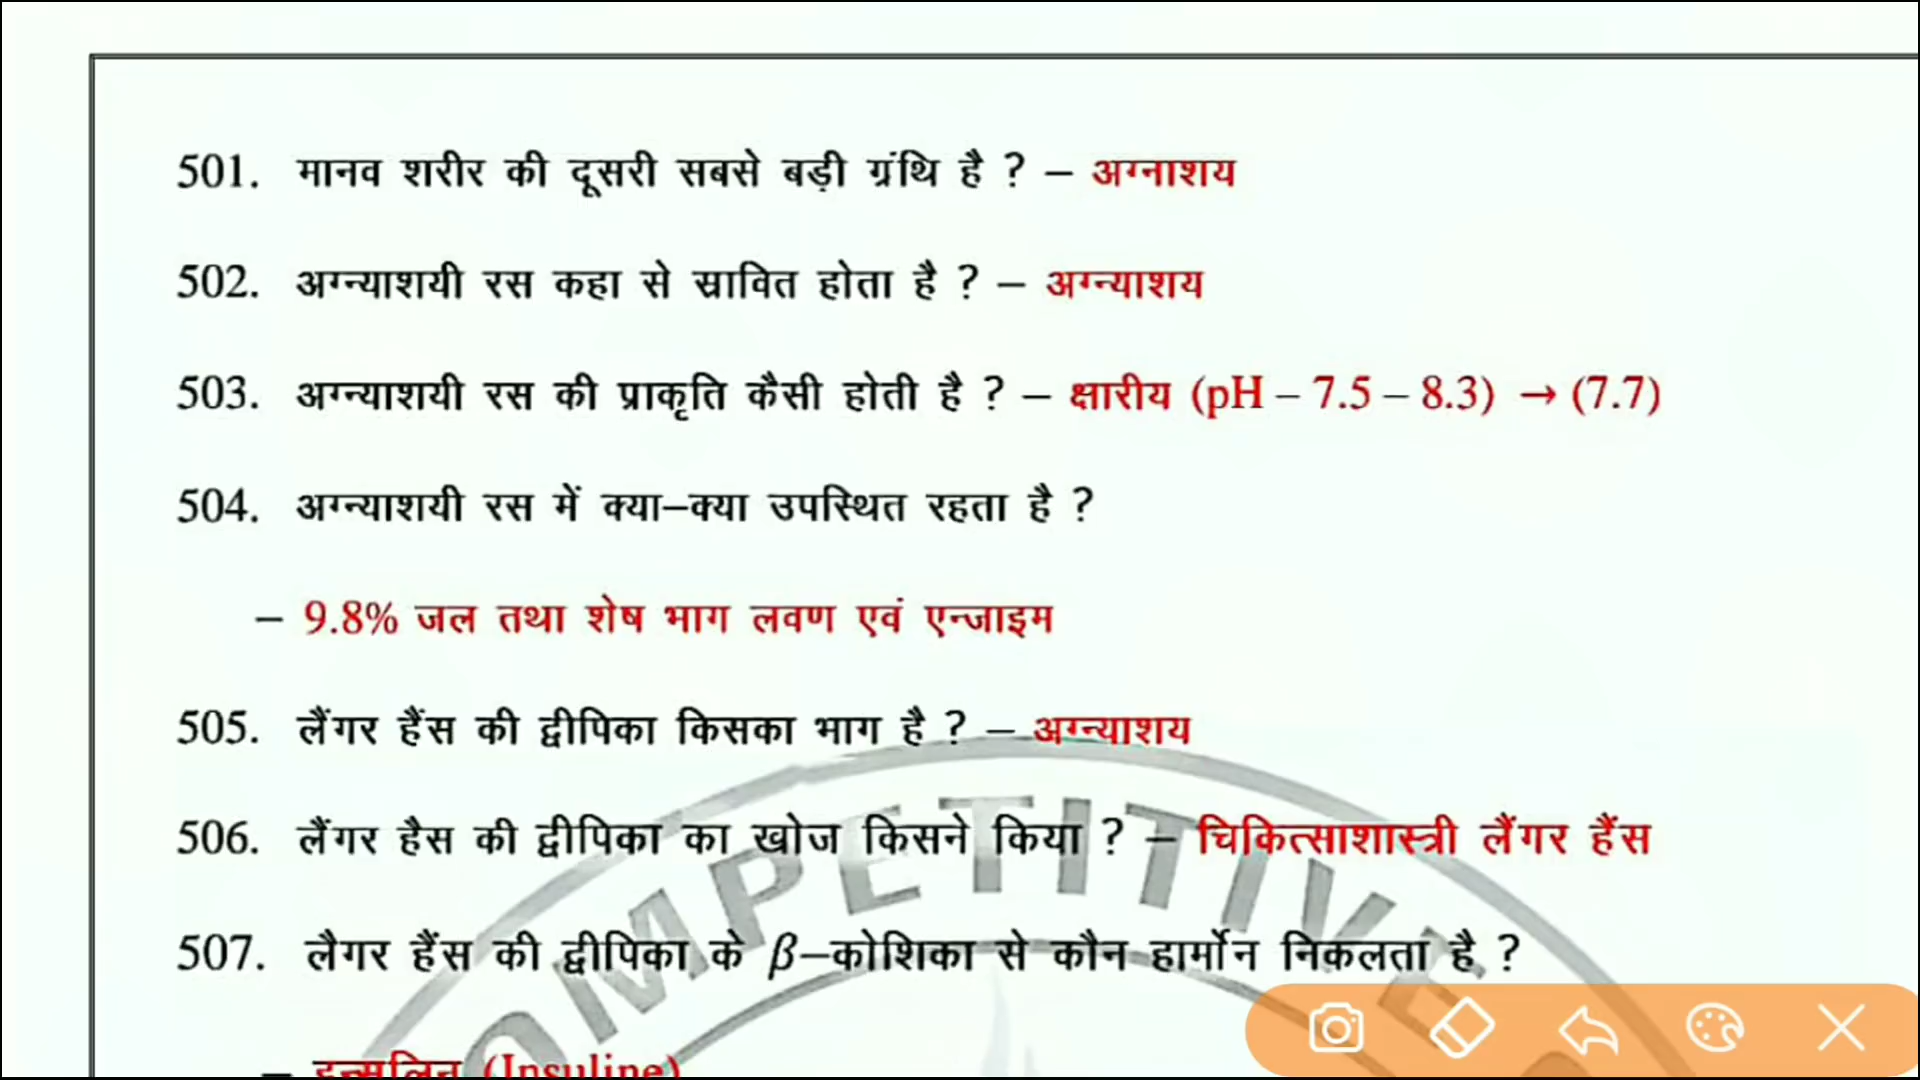 501. मानव शरीर की दूसरी सबसे बड़ी ग्रंथि है ? – अग्नाशय
502. अग्न्याशयी रस कहा से स्रावित होता है ? – अग्न्याशय
503. अग्न्याशयी रस की प्राकृति कैसी होती है ? – क्षारीय (pH – 7.5 – 8.3) → (7.7)
504. अग्न्याशयी रस में क्या–क्या उपस्थित रहता है ?
– 9.8% जल तथा शेष भाग लवण एवं एन्जाइम
505. लैंगर हैंस की द्वीपिका किसका भाग है ? – अग्न्याशय
506. लैंगर हैस की द्वीपिका का खोज किसने किया ? – चिकित्साशास्त्री लैंगर हैंस
507. लैगर हैंस की द्वीपिका के β–कोशिका से कौन हार्मोन निकलता है ?
– इन्सुलिन (Insuline)